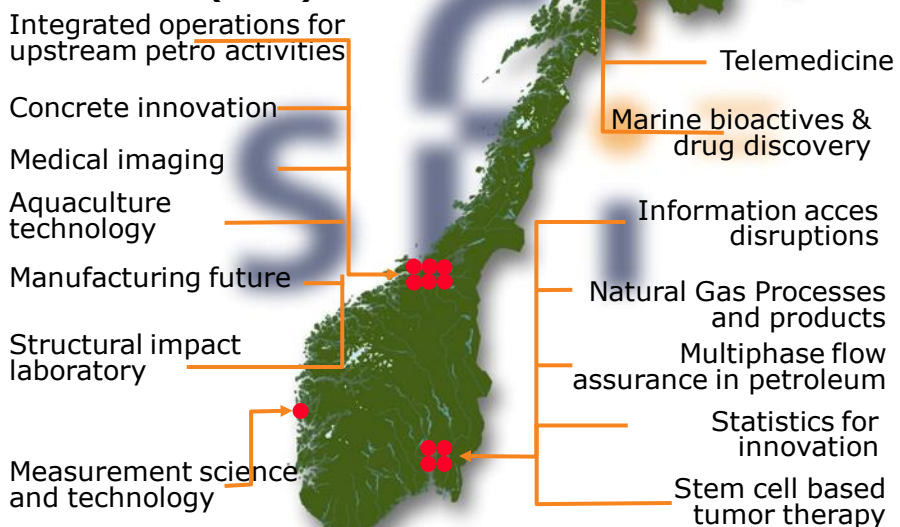 Integrated operations for
upstream petro activities
Concrete innovation
Medical imaging
Aquaculture
technology
Manufacturing future
Structural impact
laboratory
Measurement science
and technology
Telemedicine
Marine bioactives &
drug discovery
Information acces
disruptions
Natural Gas Processes
and products
Multiphase flow
assurance in petroleum
Statistics for
innovation
Stem cell based
tumor therapy
sfi